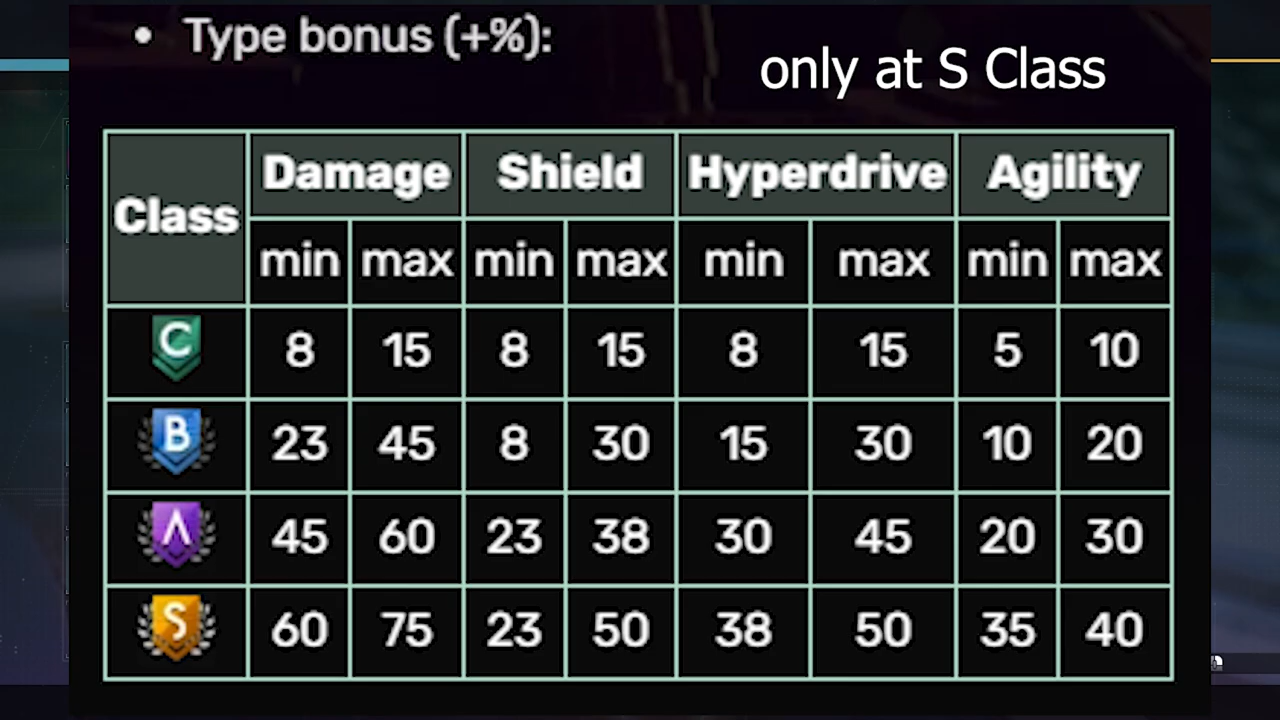 • Type bonus (+%):
only at S Class
Class Damage Shield Hyperdrive Agility
min max min max min max min max
C 8 15 8 15 8 15 5 10
B 23 45 8 30 15 30 10 20
A 45 60 23 38 30 45 20 30
S 60 75 23 50 38 50 35 40